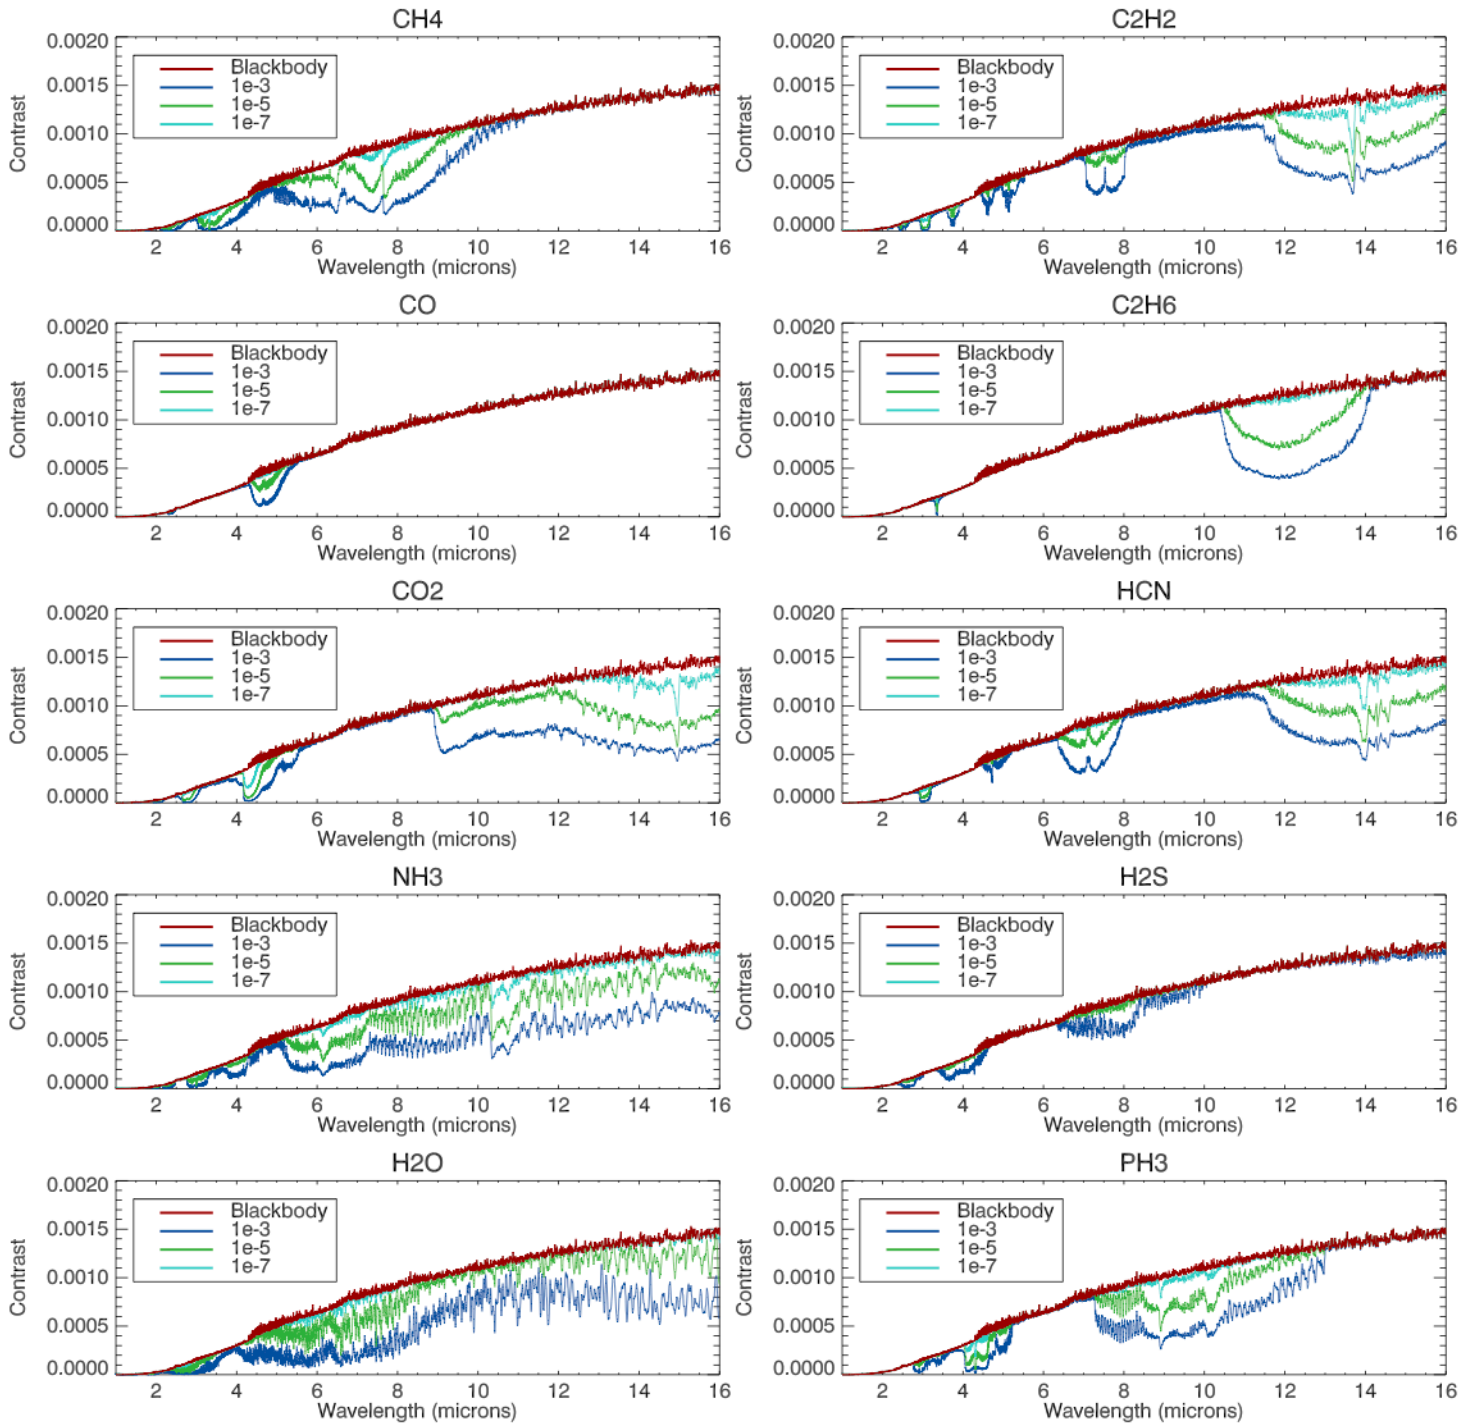 CH4
0.0020
0.0015
0.0010
0.0005
0.0000
Contrast
Blackbody
1e-3
1e-5
1e-7
2 4 6 8 10 12 14 16
Wavelength (microns)
C2H2
0.0020
0.0015
0.0010
0.0005
0.0000
Contrast
Blackbody
1e-3
1e-5
1e-7
2 4 6 8 10 12 14 16
Wavelength (microns)
CO
0.0020
0.0015
0.0010
0.0005
0.0000
Contrast
Blackbody
1e-3
1e-5
1e-7
2 4 6 8 10 12 14 16
Wavelength (microns)
C2H6
0.0020
0.0015
0.0010
0.0005
0.0000
Contrast
Blackbody
1e-3
1e-5
1e-7
2 4 6 8 10 12 14 16
Wavelength (microns)
CO2
0.0020
0.0015
0.0010
0.0005
0.0000
Contrast
Blackbody
1e-3
1e-5
1e-7
2 4 6 8 10 12 14 16
Wavelength (microns)
HCN
0.0020
0.0015
0.0010
0.0005
0.0000
Contrast
Blackbody
1e-3
1e-5
1e-7
2 4 6 8 10 12 14 16
Wavelength (microns)
NH3
0.0020
0.0015
0.0010
0.0005
0.0000
Contrast
Blackbody
1e-3
1e-5
1e-7
2 4 6 8 10 12 14 16
Wavelength (microns)
H2S
0.0020
0.0015
0.0010
0.0005
0.0000
Contrast
Blackbody
1e-3
1e-5
1e-7
2 4 6 8 10 12 14 16
Wavelength (microns)
H2O
0.0020
0.0015
0.0010
0.0005
0.0000
Contrast
Blackbody
1e-3
1e-5
1e-7
2 4 6 8 10 12 14 16
Wavelength (microns)
PH3
0.0020
0.0015
0.0010
0.0005
0.0000
Contrast
Blackbody
1e-3
1e-5
1e-7
2 4 6 8 10 12 14 16
Wavelength (microns)